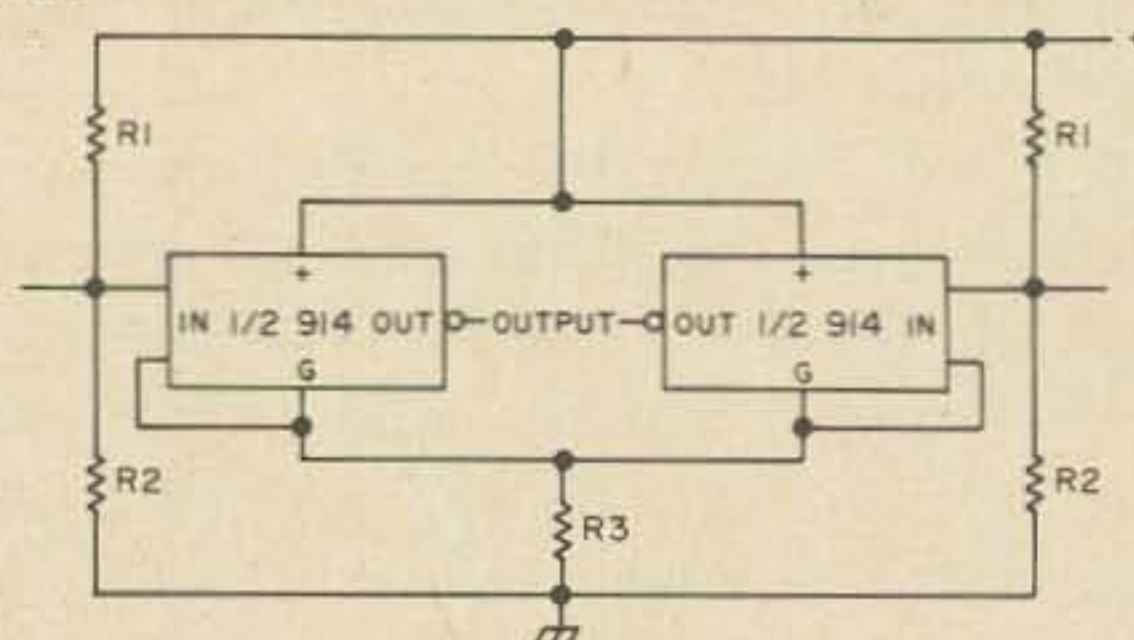 R1
R1
+
+
IN 1/2 914 OUT
OUTPUT
OUT 1/2 914 IN
G
G
R2
R2
R3